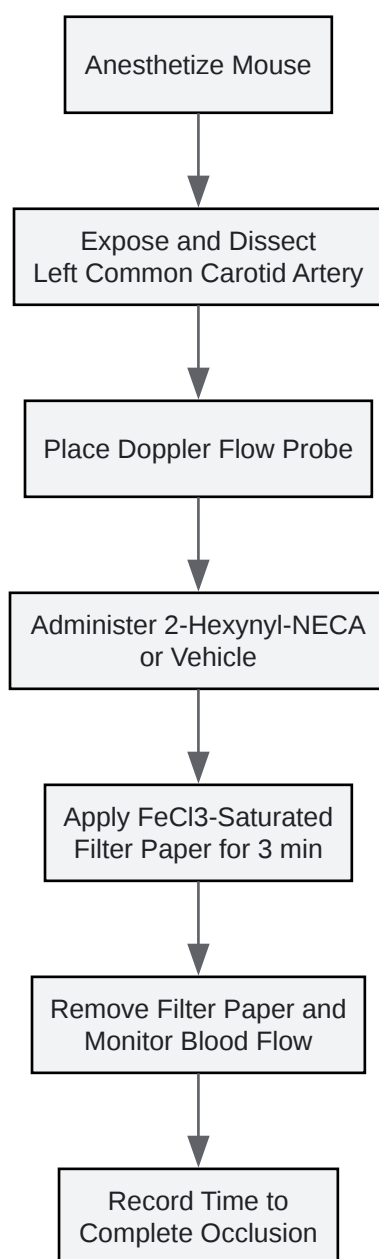 Anesthetize Mouse
Expose and Dissect
Left Common Carotid Artery
Place Doppler Flow Probe
Administer 2-Hexynyl-NECA
or Vehicle
Apply FeCl3-Saturated
Filter Paper for 3 min
Remove Filter Paper and
Monitor Blood Flow
Record Time to
Complete Occlusion